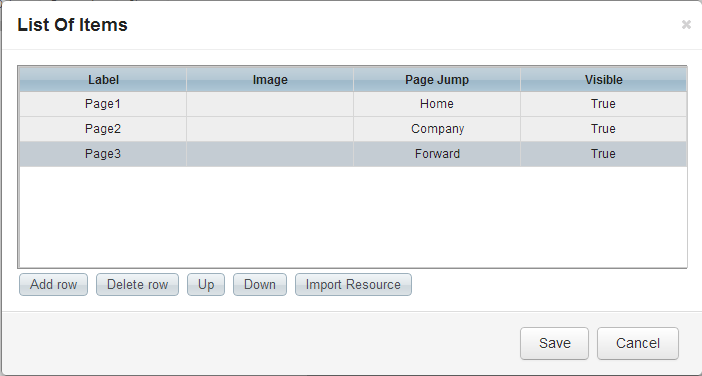 List Of Items ×
Label Image Page Jump Visible
Page1 Home True
Page2 Company True
Page3 Forward True
Add row Delete row Up Down Import Resource
Save Cancel